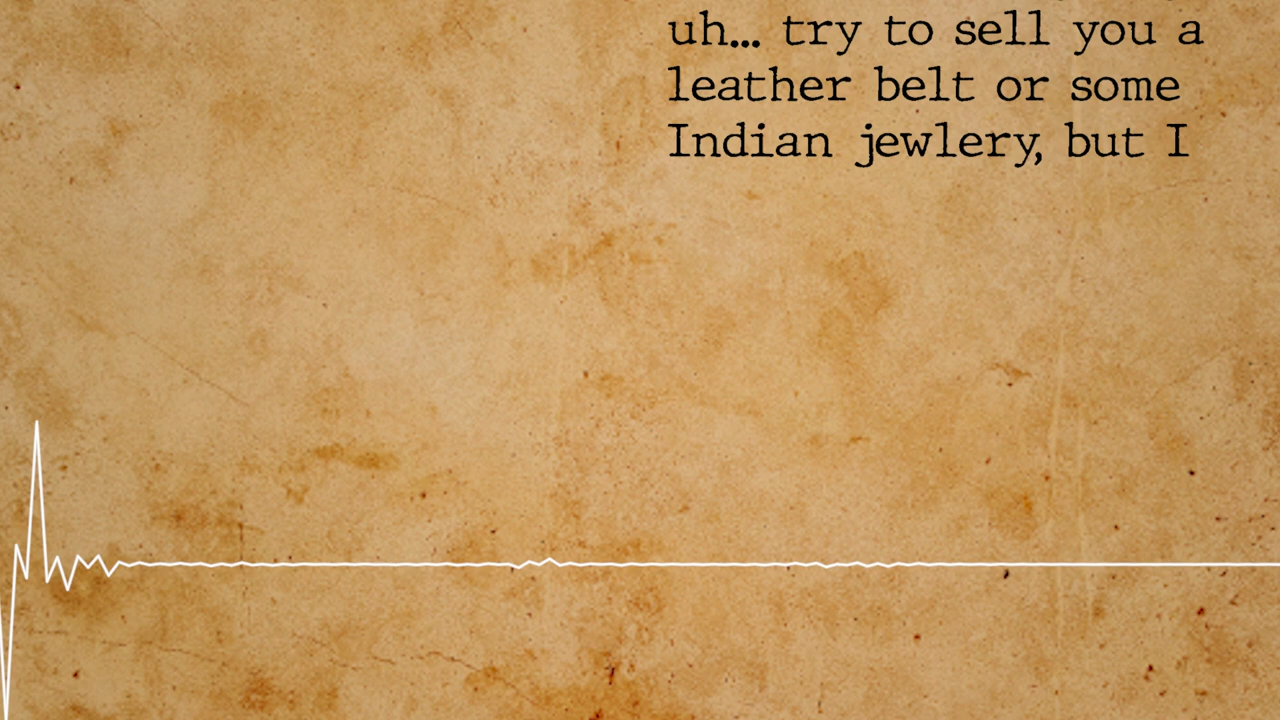 uh... try to sell you a
leather belt or some
Indian jewlery, but I